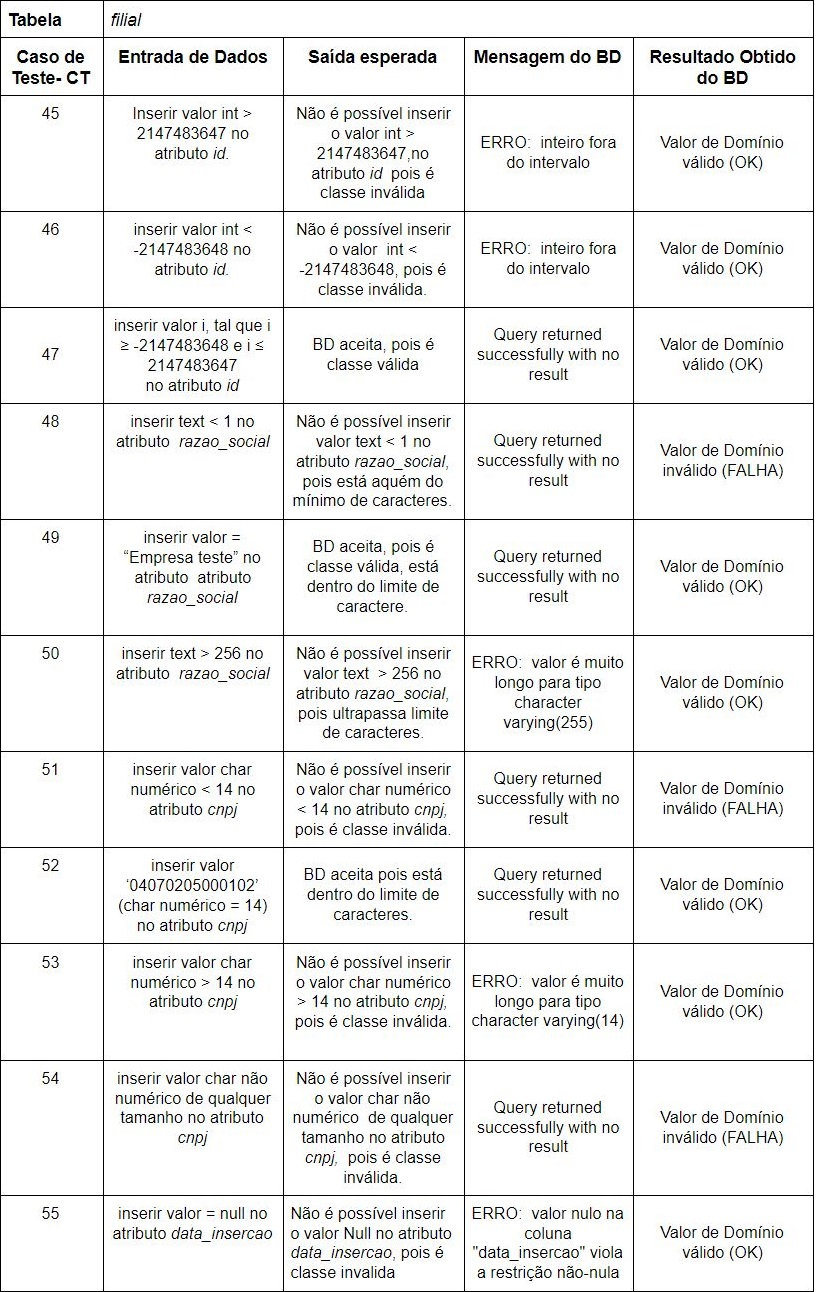 Tabela
filial
Caso de
Teste- CT
Entrada de Dados
Saída esperada
Mensagem do BD
Resultado Obtido
do BD
45
Inserir valor int >
2147483647 no
atributo id.
Não é possível inserir
o valor int >
2147483647,no
atributo id pois é
classe inválida
ERRO: inteiro fora
do intervalo
Valor de Domínio
válido (OK)
46
inserir valor int <
-2147483648 no
atributo id.
Não é possível inserir
o valor int <
-2147483648, pois é
classe inválida.
ERRO: inteiro fora
do intervalo
Valor de Domínio
válido (OK)
47
inserir valor i, tal que i
≥ -2147483648 e i ≤
2147483647
no atributo id
BD aceita, pois é
classe válida
Query returned
successfully with no
result
Valor de Domínio
válido (OK)
48
inserir text < 1 no
atributo razao_social
Não é possível inserir
valor text < 1 no
atributo razao_social,
pois está aquém do
mínimo de caracteres.
Query returned
successfully with no
result
Valor de Domínio
inválido (FALHA)
49
inserir valor =
“Empresa teste” no
atributo atributo
razao_social
BD aceita, pois é
classe válida, está
dentro do limite de
caractere.
Query returned
successfully with no
result
Valor de Domínio
válido (OK)
50
inserir text > 256 no
atributo razao_social
Não é possível inserir
valor text > 256 no
atributo razao_social,
pois ultrapassa limite
de caracteres.
ERRO: valor é muito
longo para tipo
character
varying(255)
Valor de Domínio
válido (OK)
51
inserir valor char
numérico < 14 no
atributo cnpj
Não é possível inserir
o valor char numérico
< 14 no atributo cnpj,
pois é classe inválida.
Query returned
successfully with no
result
Valor de Domínio
inválido (FALHA)
52
inserir valor
‘04070205000102’
(char numérico = 14)
no atributo cnpj
BD aceita pois está
dentro do limite de
caracteres.
Query returned
successfully with no
result
Valor de Domínio
válido (OK)
53
inserir valor char
numérico > 14 no
atributo cnpj
Não é possível inserir
o valor char numérico
> 14 no atributo cnpj,
pois é classe inválida.
ERRO: valor é muito
longo para tipo
character varying(14)
Valor de Domínio
válido (OK)
54
inserir valor char não
numérico de qualquer
tamanho no atributo
cnpj
Não é possível inserir
o valor char não
numérico de qualquer
tamanho no atributo
cnpj, pois é classe
inválida.
Query returned
successfully with no
result
Valor de Domínio
inválido (FALHA)
55
inserir valor = null no
atributo data_insercao
Não é possível inserir
o valor Null no atributo
data_insercao, pois é
classe invalida
ERRO: valor nulo na
coluna
"data_insercao" viola
a restrição não-nula
Valor de Domínio
válido (OK)